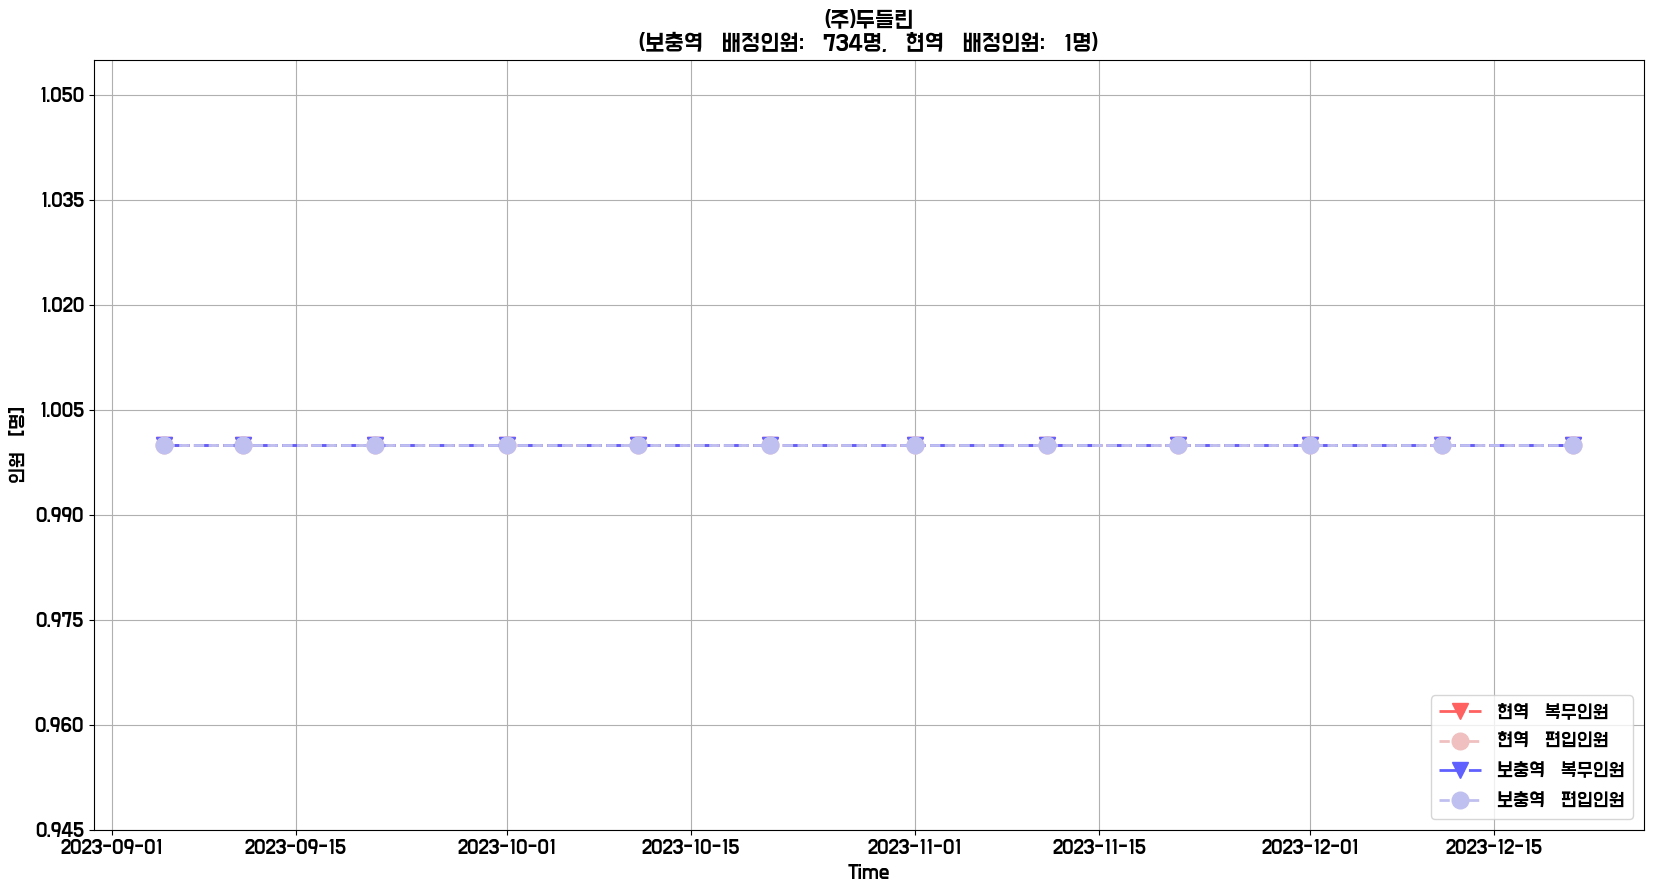 (주)두들린
(보충역 배정인원: 734명, 현역 배정인원: 1명)
1.050
1.035
1.020
1.005
0.990
0.975
0.960
0.945
인원 [명]
2023-09-01 2023-09-15 2023-10-01 2023-10-15 2023-11-01 2023-11-15 2023-12-01 2023-12-15
Time
현역 복무인원
현역 편입인원
보충역 복무인원
보충역 편입인원